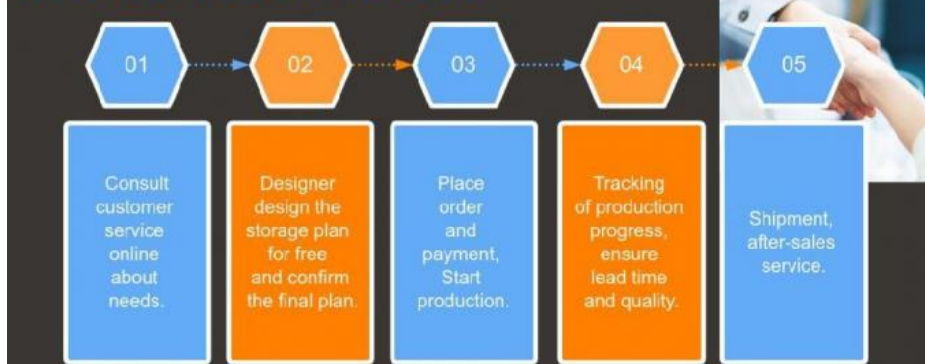 01
02
03
04
05
Consult
customer
service
online
about
needs.
Designer
design the
storage plan
for free
and confirm
the final plan.
Place
order
and
payment,
Start
production.
Tracking
of production
progress,
ensure
lead time
and quality.
Shipment,
after-sales
service.